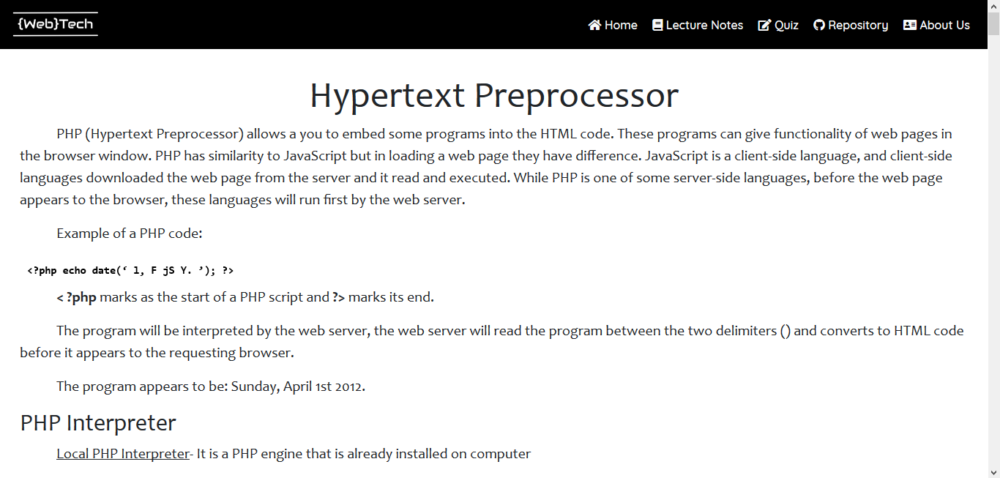 {Web}Tech
Home Lecture Notes Quiz Repository About Us
Hypertext Preprocessor
PHP (Hypertext Preprocessor) allows a you to embed some programs into the HTML code. These programs can give functionality of web pages in
the browser window. PHP has similarity to JavaScript but in loading a web page they have difference. JavaScript is a client-side language, and client-side
languages downloaded the web page from the server and it read and executed. While PHP is one of some server-side languages, before the web page
appears to the browser, these languages will run first by the web server.
Example of a PHP code:
<?php echo date(‘ l, F jS Y. ’); ?>
< ?php marks as the start of a PHP script and ?> marks its end.
The program will be interpreted by the web server, the web server will read the program between the two delimiters () and converts to HTML code
before it appears to the requesting browser.
The program appears to be: Sunday, April 1st 2012.
PHP Interpreter
Local PHP Interpreter- It is a PHP engine that is already installed on computer